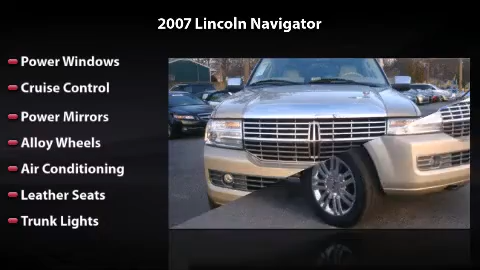 2007 Lincoln Navigator
Power Windows
Cruise Control
Power Mirrors
Alloy Wheels
Air Conditioning
Leather Seats
Trunk Lights